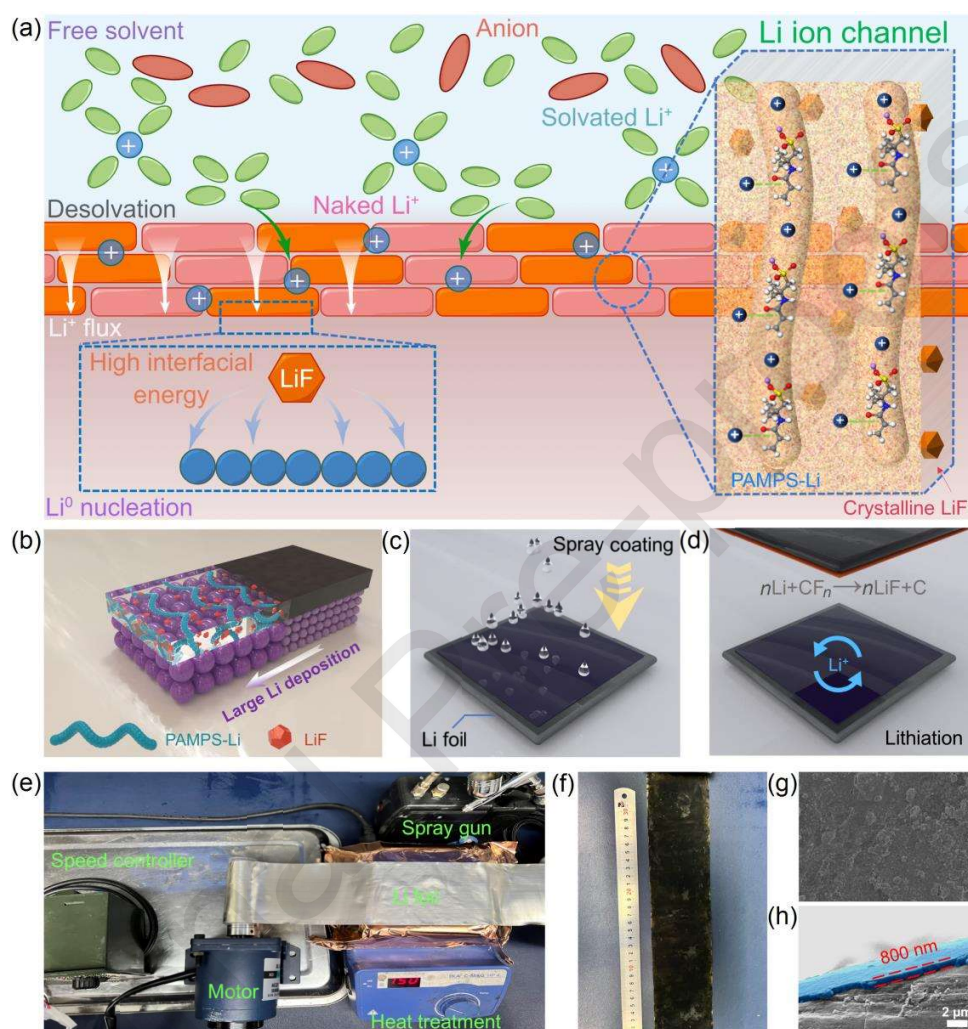 (a)
Free solvent
Anion
Li ion channel
Solvated Li⁺
Desolvation
Naked Li⁺
Li⁺ flux
High interfacial
energy
LiF
Li⁰ nucleation
PAMPS-Li
Crystalline LiF
(b)
Large Li deposition
PAMPS-Li
LiF
(c)
Spray coating
Li foil
(d)
nLi+CFₙ→nLiF+C
Li⁺
Lithiation
(e)
Speed controller
Spray gun
Li foil
Motor
150
Heat treatment
(f)
(g)
(h)
800 nm
2 μm